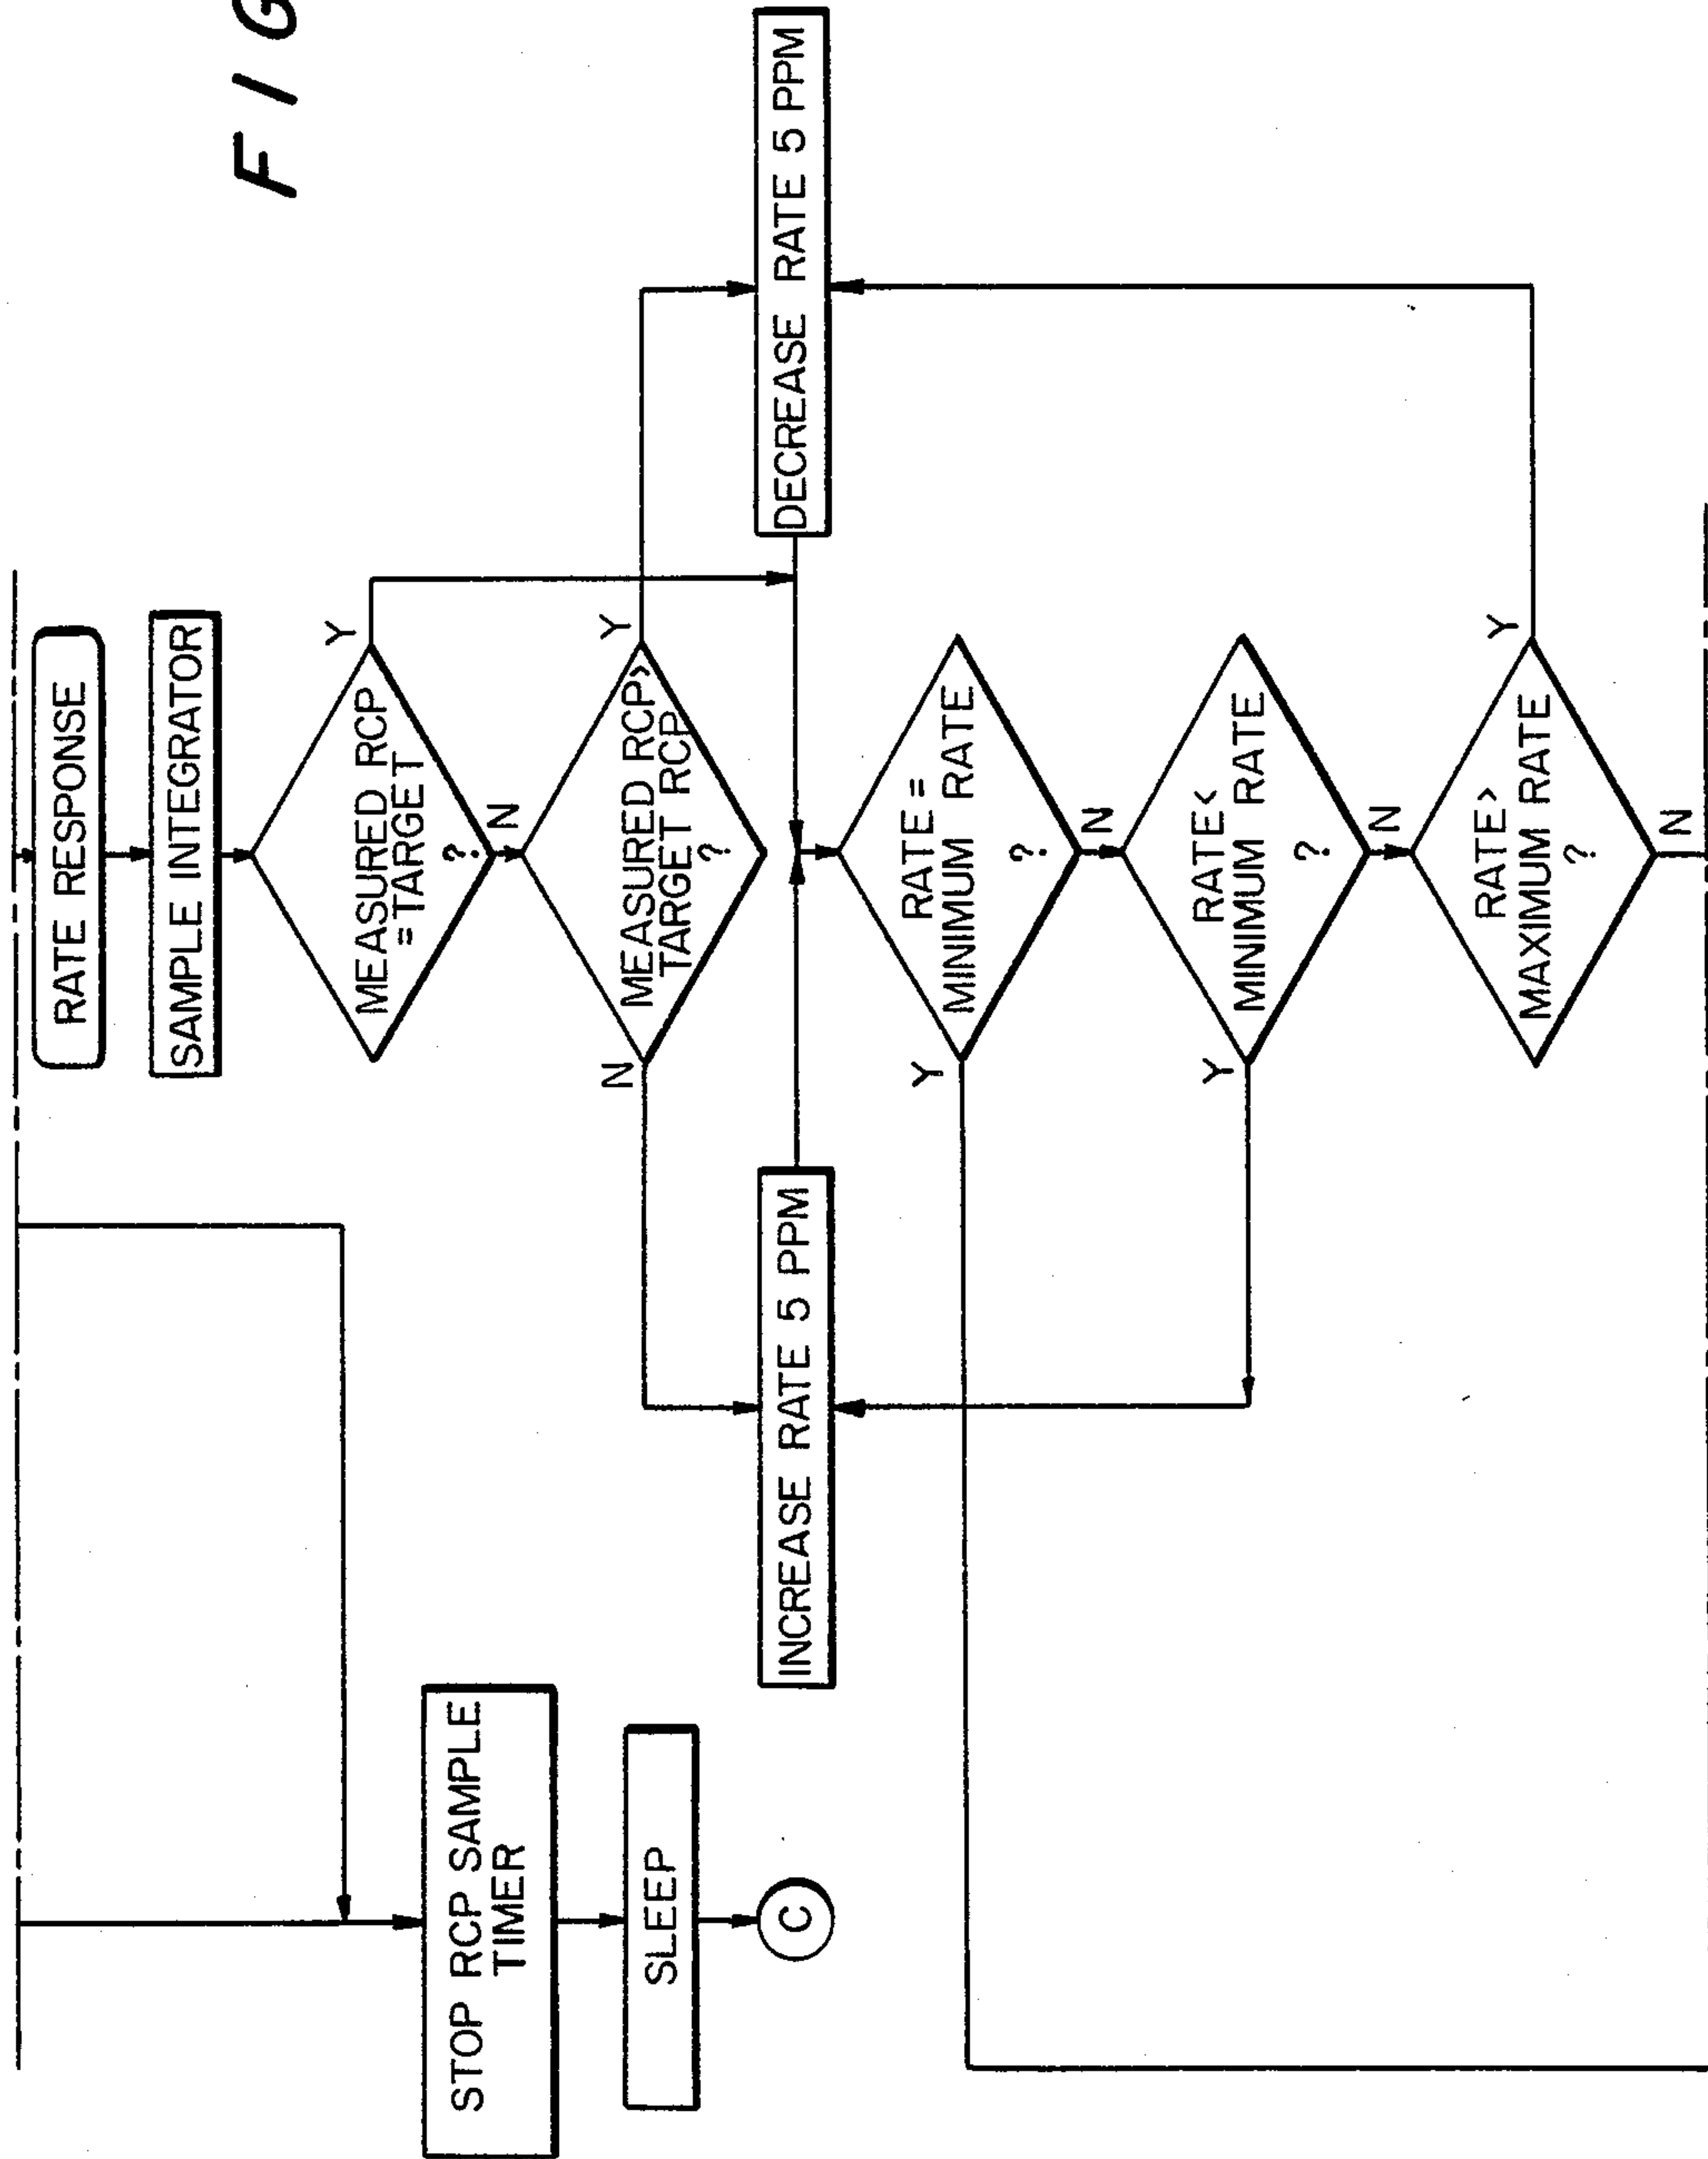 F I G
RATE RESPONSE
SAMPLE INTEGRATOR
MEASURED RCP
= TARGET
?
Y
N
MEASURED RCP>
TARGET RCP
?
Y
N
DECREASE RATE 5 PPM
INCREASE RATE 5 PPM
RATE =
MINIMUM RATE
?
Y
N
RATE<
MINIMUM RATE
?
Y
N
RATE>
MAXIMUM RATE
?
Y
N
STOP RCP SAMPLE
TIMER
SLEEP
C